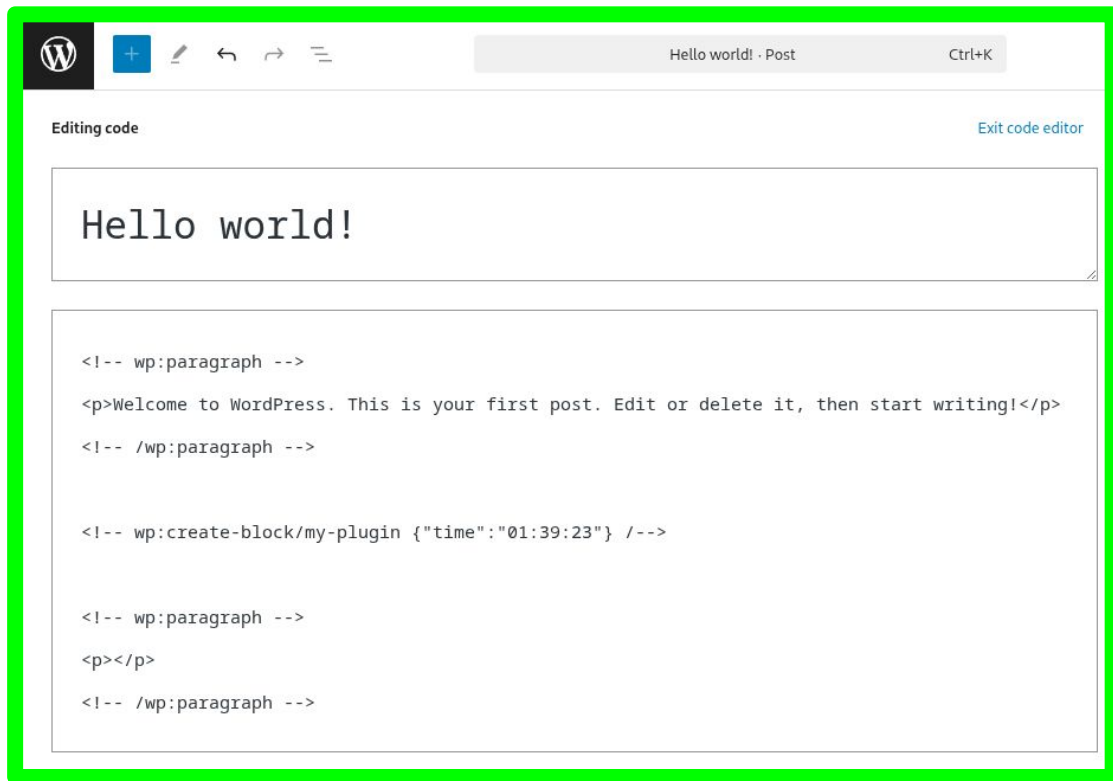 Hello world! · Post Ctrl+K
Editing code Exit code editor
Hello world!
<!-- wp:paragraph -->
<p>Welcome to WordPress. This is your first post. Edit or delete it, then start writing!</p>
<!-- /wp:paragraph -->
<!-- wp:create-block/my-plugin {"time":"01:39:23"} /-->
<!-- wp:paragraph -->
<p></p>
<!-- /wp:paragraph -->